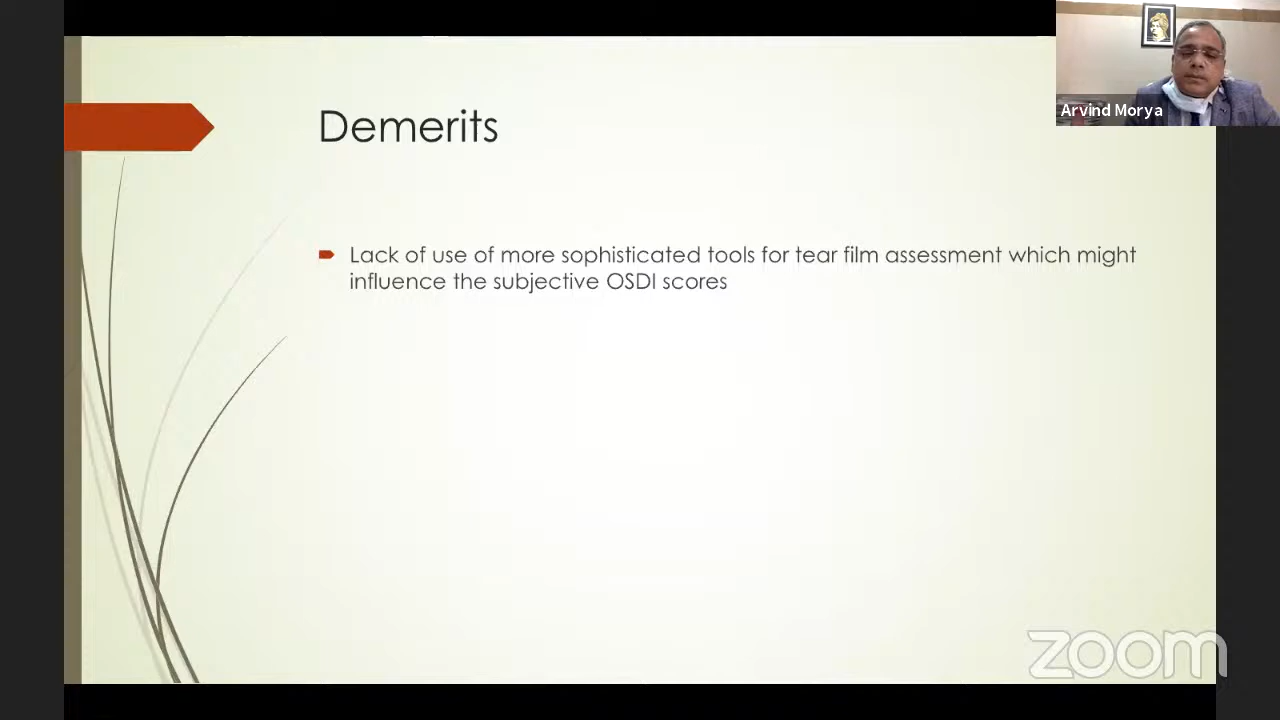 Demerits
Arvind Morya
Lack of use of more sophisticated tools for tear film assessment which might
influence the subjective OSDI scores
zoom